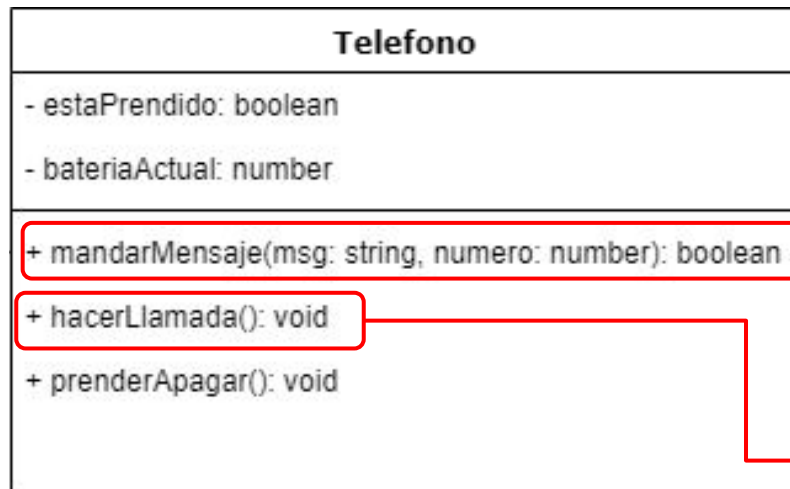 Telefono
- estaPrendido: boolean
- bateriaActual: number
+ mandarMensaje(msg: string, numero: number): boolean
+ hacerLlamada(): void
+ prenderApagar(): void